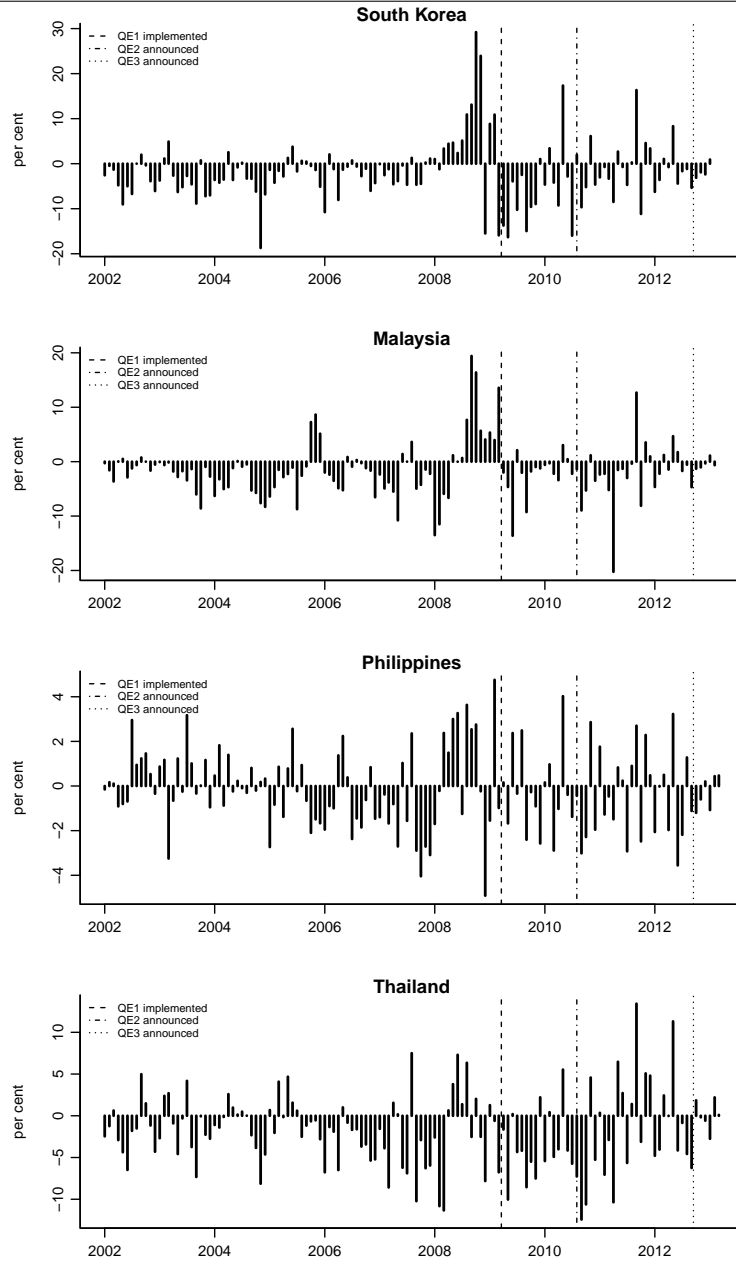 South Korea
QE1 implemented
QE2 announced
QE3 announced
per cent
30
20
10
0
−10
−20
2002 2004 2006 2008 2010 2012
Malaysia
QE1 implemented
QE2 announced
QE3 announced
per cent
20
10
0
−10
−20
2002 2004 2006 2008 2010 2012
Philippines
QE1 implemented
QE2 announced
QE3 announced
per cent
4
2
0
−2
−4
2002 2004 2006 2008 2010 2012
Thailand
QE1 implemented
QE2 announced
QE3 announced
per cent
10
5
0
−5
−10
2002 2004 2006 2008 2010 2012